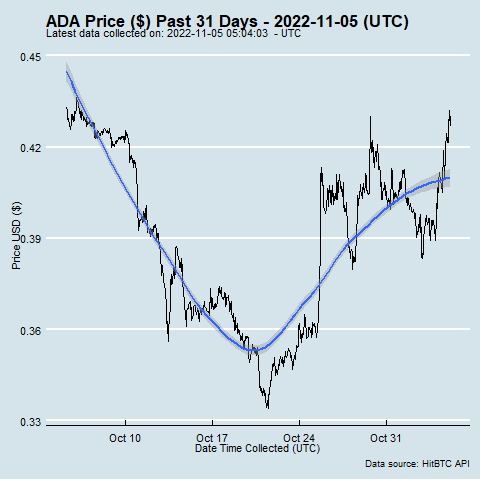 ADA Price ($) Past 31 Days - 2022-11-05 (UTC)
Latest data collected on: 2022-11-05 05:04:03 - UTC
0.45
0.42
0.39
0.36
0.33
Price USD ($)
Oct 10
Oct 17
Oct 24
Oct 31
Date Time Collected (UTC)
Data source: HitBTC API